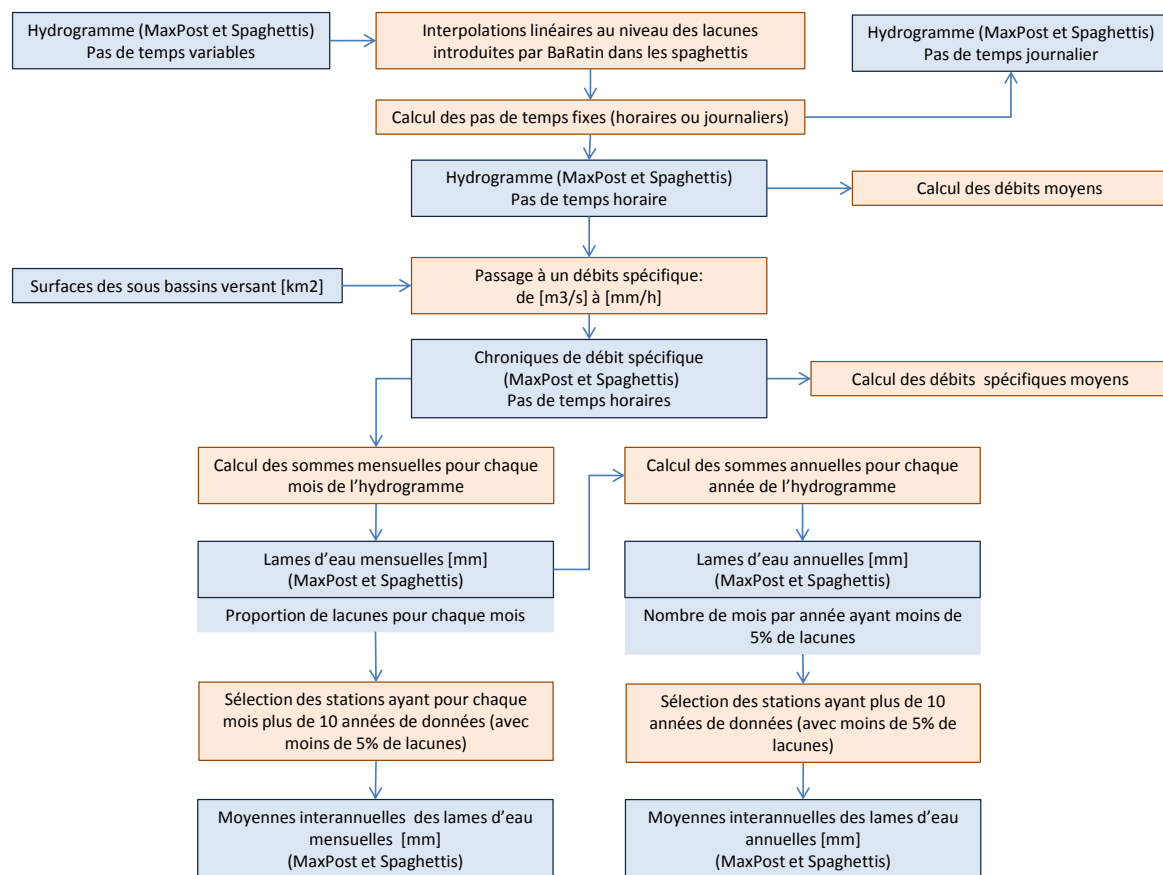 Hydrogramme (MaxPost et Spaghettis)
Pas de temps variables
Interpolations linéaires au niveau des lacunes
introduites par BaRatin dans les spaghettis
Hydrogramme (MaxPost et Spaghettis)
Pas de temps journalier
Calcul des pas de temps fixes (horaires ou journaliers)
Hydrogramme (MaxPost et Spaghettis)
Pas de temps horaire
Calcul des débits moyens
Surfaces des sous bassins versant [km2]
Passage à un débits spécifique:
de [m3/s] à [mm/h]
Chroniques de débit spécifique
(MaxPost et Spaghettis)
Pas de temps horaires
Calcul des débits spécifiques moyens
Calcul des sommes mensuelles pour chaque
mois de l'hydrogramme
Calcul des sommes annuelles pour chaque
année de l'hydrogramme
Lames d'eau mensuelles [mm]
(MaxPost et Spaghettis)
Proportion de lacunes pour chaque mois
Lames d'eau annuelles [mm]
(MaxPost et Spaghettis)
Nombre de mois par année ayant moins de
5% de lacunes
Sélection des stations ayant pour chaque
mois plus de 10 années de données (avec
moins de 5% de lacunes)
Sélection des stations ayant plus de 10
années de données (avec moins de 5% de
lacunes)
Moyennes interannuelles des lames d'eau
mensuelles [mm]
(MaxPost et Spaghettis)
Moyennes interannuelles des lames d'eau
annuelles [mm]
(MaxPost et Spaghettis)